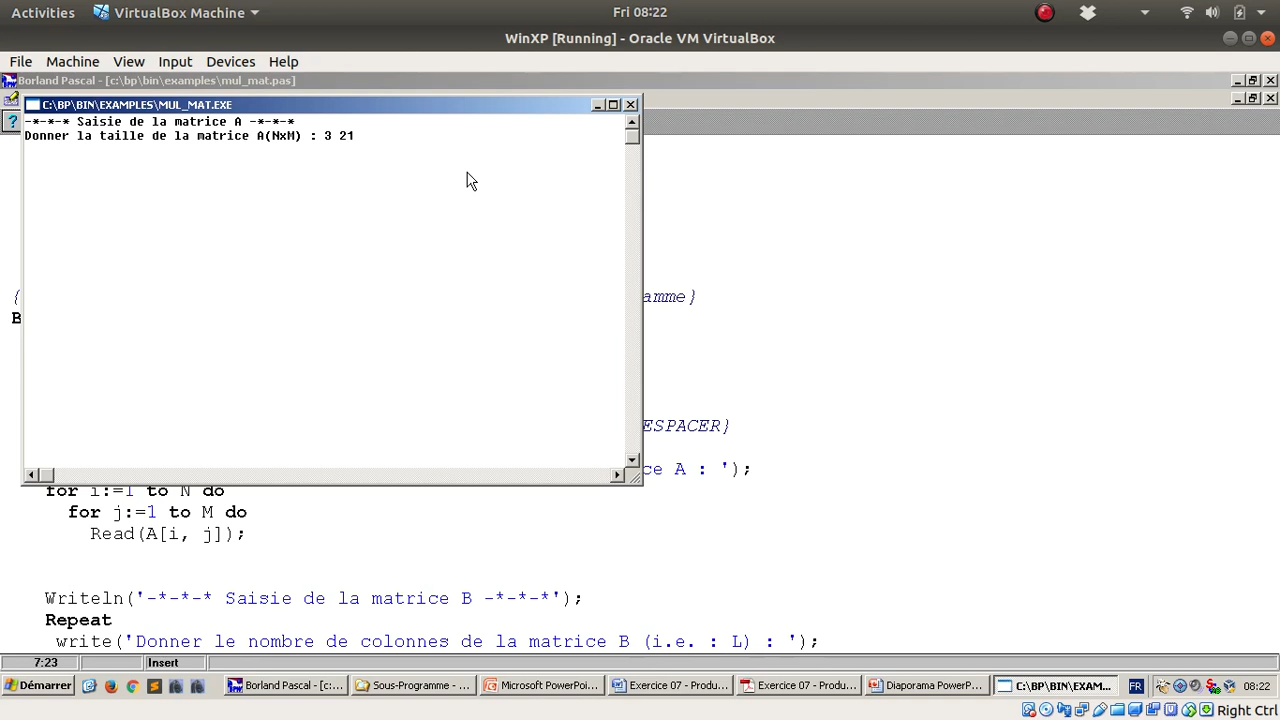 Activities VirtualBox Machine Fri 08:22
WinXP [Running] - Oracle VM VirtualBox
File Machine View Input Devices Help
Borland Pascal - [c:\bp\bin\examples\mul_mat.pas]
C:\BP\BIN\EXAMPLES\MUL_MAT.EXE
-*-*-* Saisie de la matrice A -*-*-*
Donner la taille de la matrice A(NxM) : 3 21
{ amme}
B
ESPACER}
ce A : ');
for i:=1 to N do
for j:=1 to M do
Read(A[i, j]);
Writeln('-*-*-* Saisie de la matrice B -*-*-*');
Repeat
write('Donner le nombre de colonnes de la matrice B (i.e. : L) : ');
7:23 Insert
Démarrer Borland Pascal - [c:... Sous-Programme - ... Microsoft PowerPoi... Exercice 07 - Produ... Exercice 07 - Produ... Diaporama PowerP... C:\BP\BIN\EXAM... FR 08:22
Right Ctrl